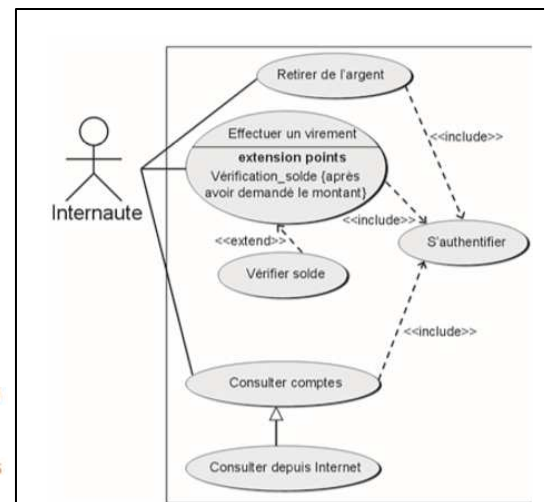 Retirer de l'argent
<<include>>
Effectuer un virement
extension points
Vérification_solde {après
avoir demandé le montant}
Internaute
<<include>>
<<extend>>
S'authentifier
Vérifier solde
<<include>>
Consulter comptes
Consulter depuis Internet